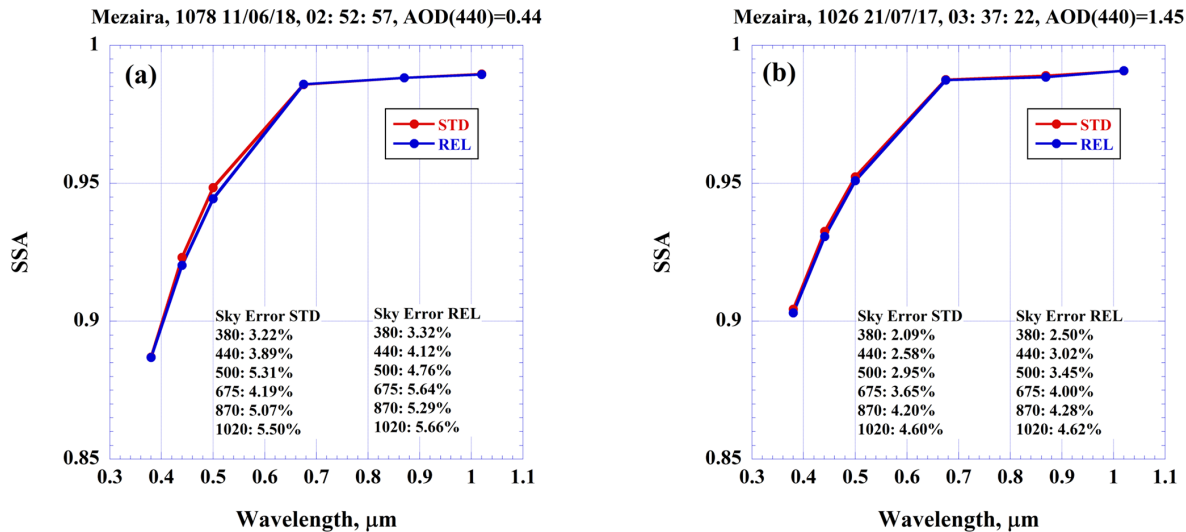 Mezaira, 1078 11/06/18, 02: 52: 57, AOD(440)=0.44
(a)
STD
REL
SSA
1
0.95
0.9
0.85
Sky Error STD
380: 3.22%
440: 3.89%
500: 5.31%
675: 4.19%
870: 5.07%
1020: 5.50%
Sky Error REL
380: 3.32%
440: 4.12%
500: 4.76%
675: 5.64%
870: 5.29%
1020: 5.66%
0.3 0.4 0.5 0.6 0.7 0.8 0.9 1 1.1
Wavelength, μm
Mezaira, 1026 21/07/17, 03: 37: 22, AOD(440)=1.45
(b)
STD
REL
SSA
1
0.95
0.9
0.85
Sky Error STD
380: 2.09%
440: 2.58%
500: 2.95%
675: 3.65%
870: 4.20%
1020: 4.60%
Sky Error REL
380: 2.50%
440: 3.02%
500: 3.45%
675: 4.00%
870: 4.28%
1020: 4.62%
0.3 0.4 0.5 0.6 0.7 0.8 0.9 1 1.1
Wavelength, μm